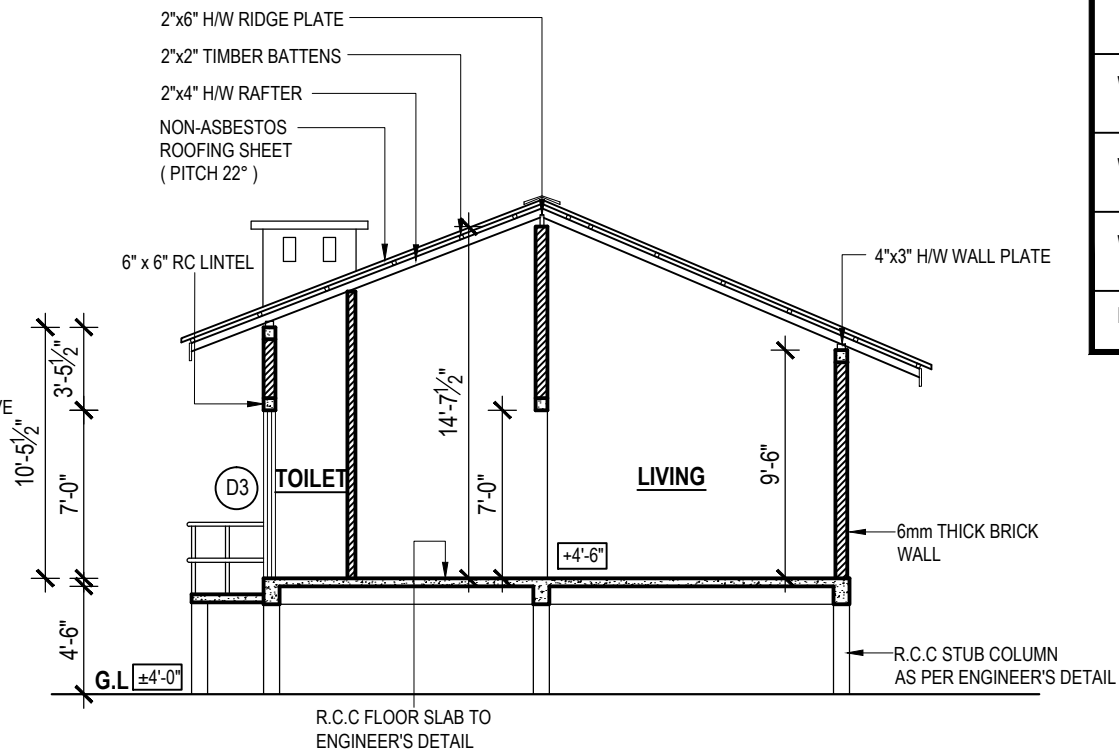 2"x6" H/W RIDGE PLATE
2"x2" TIMBER BATTENS
2"x4" H/W RAFTER
NON-ASBESTOS
ROOFING SHEET
( PITCH 22° )
6" x 6" RC LINTEL
4"x3" H/W WALL PLATE
3'-5½"
10'-5½"
7'-0"
4'-6"
14'-7½"
7'-0"
9'-6"
D3
TOILET
LIVING
+4'-6"
6mm THICK BRICK
WALL
G.L
±4'-0"
R.C.C STUB COLUMN
AS PER ENGINEER'S DETAIL
R.C.C FLOOR SLAB TO
ENGINEER'S DETAIL